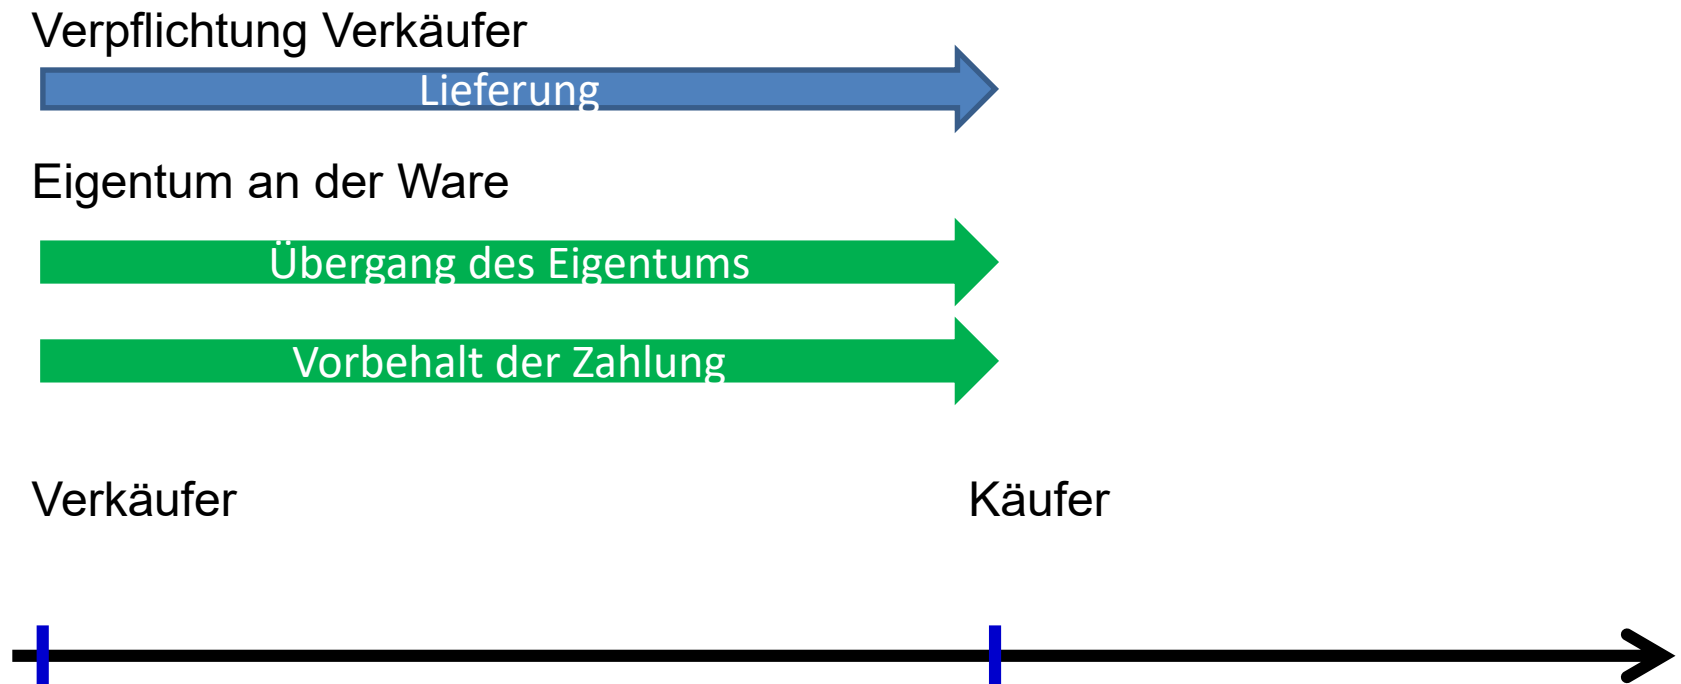 Verpflichtung Verkäufer
Lieferung
Eigentum an der Ware
Übergang des Eigentums
Vorbehalt der Zahlung
Verkäufer
Käufer